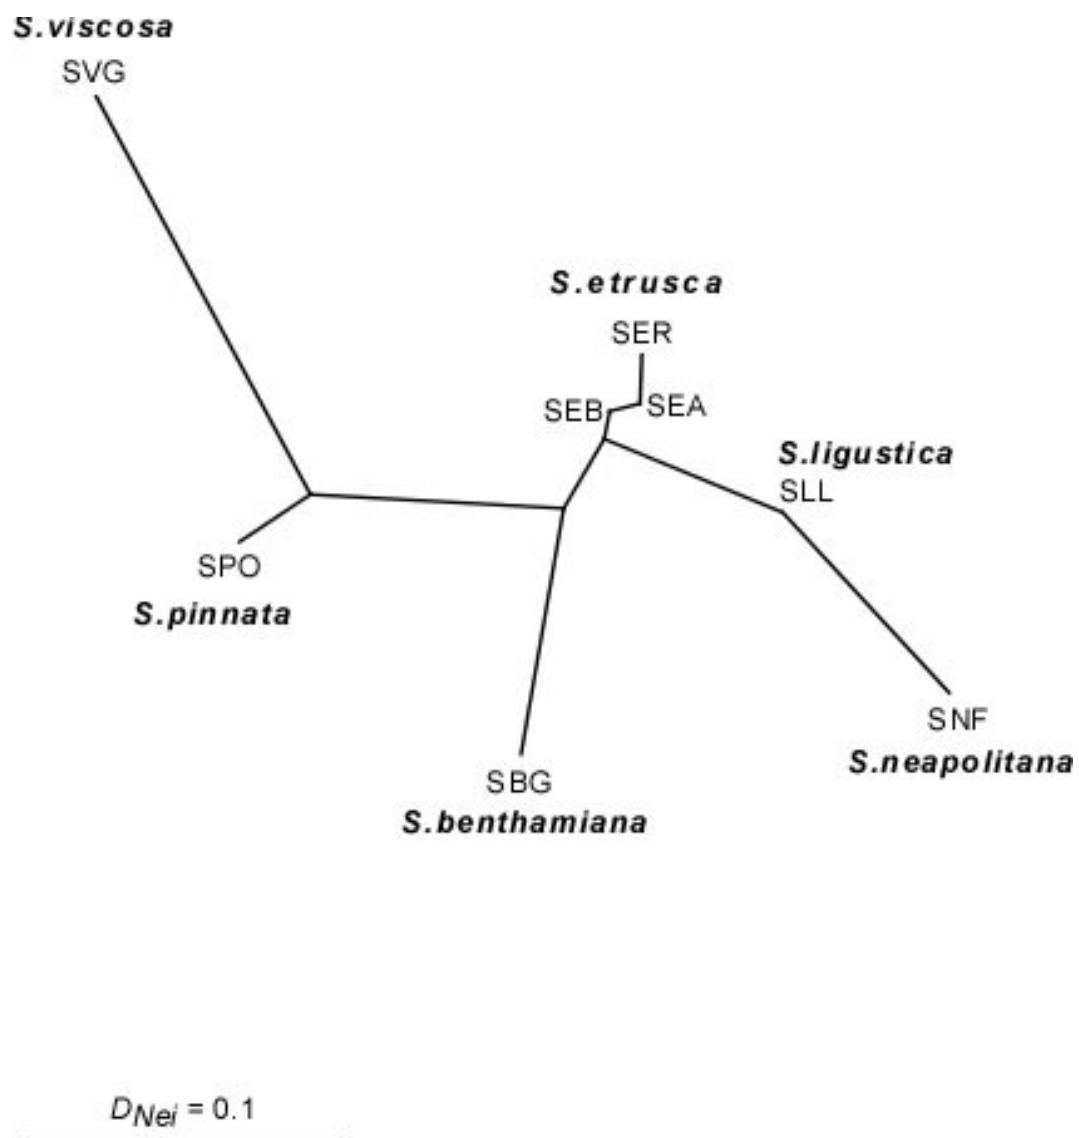 S.viscosa
SVG
S.etrusca
SER
SEB
SEA
S.ligustica
SLL
SPO
S.pinnata
SNF
S.neapolitana
SBG
S.benthamiana
DNei = 0.1